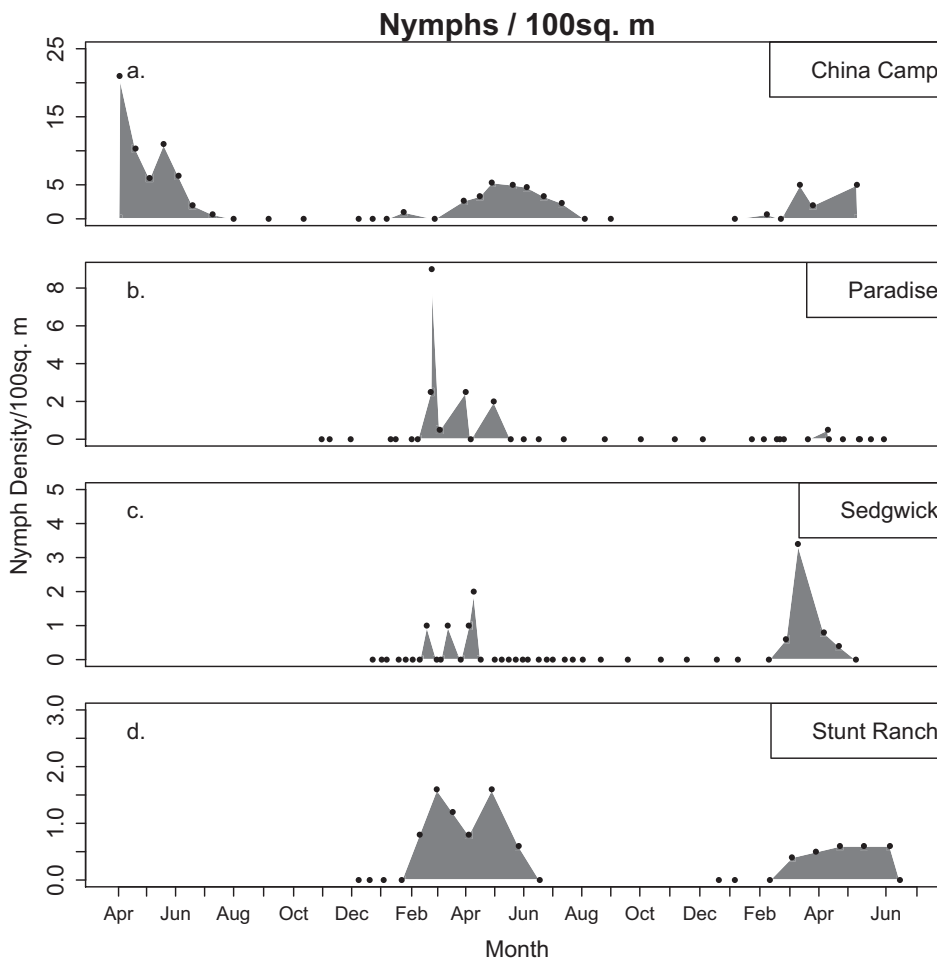 Nymphs / 100sq. m
a.
China Camp
25
15
5
0
b.
Paradise
8
6
4
2
0
c.
Sedgwick
5
4
3
2
1
0
d.
Stunt Ranch
3.0
2.0
1.0
0.0
Nymph Density/100sq. m
Apr Jun Aug Oct Dec Feb Apr Jun Aug Oct Dec Feb Apr Jun
Month